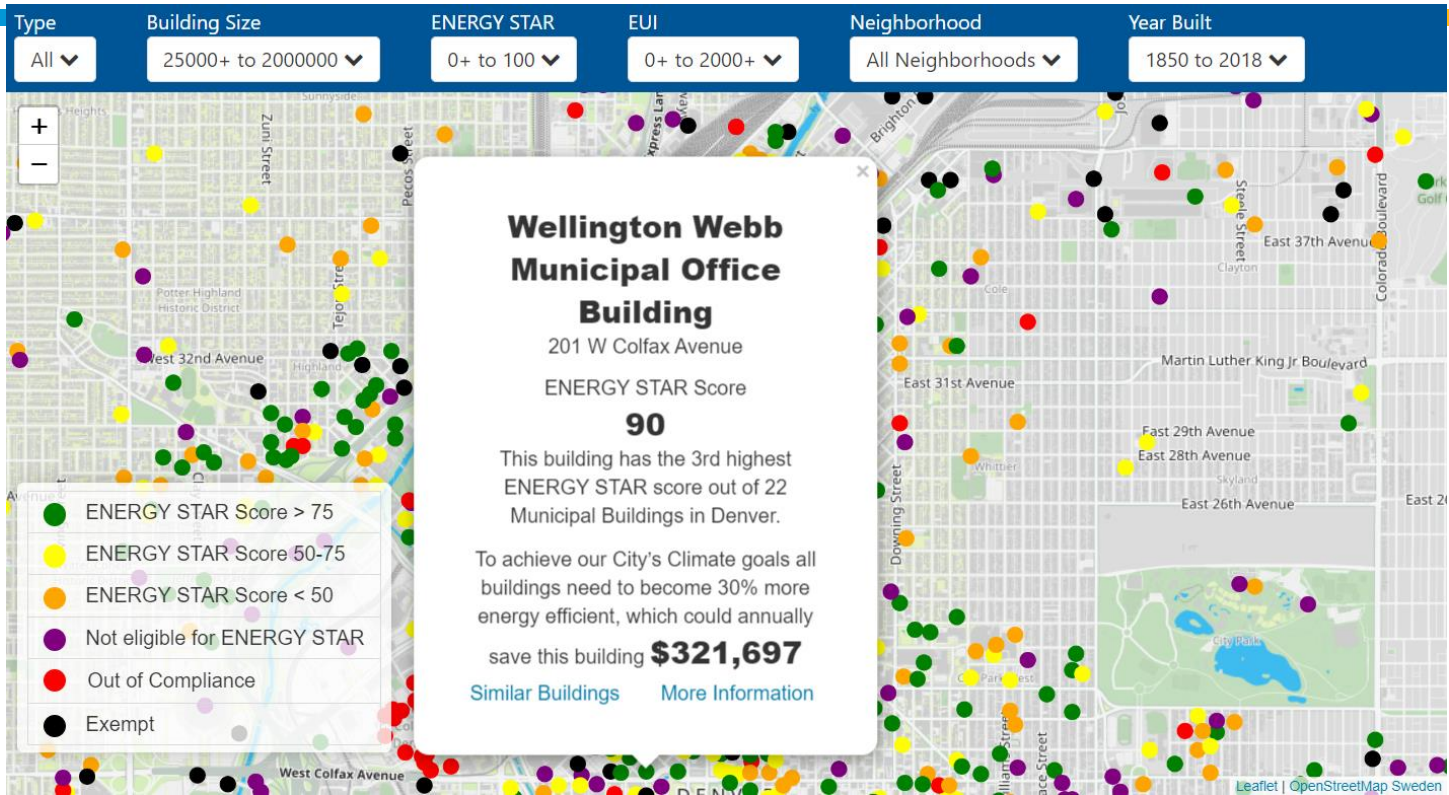 Type
Building Size
ENERGY STAR
EUI
Neighborhood
Year Built
All
25000+ to 2000000
0+ to 100
0+ to 2000+
All Neighborhoods
1850 to 2018
+
−
Heights
Sunnyside
Zuni Street
Pecos Street
Brighton
Steele Street
Colorado Boulevard
Golf
East 37th Avenue
Clayton
Cole
Potter Highland
Historic District
West 32nd Avenue
Highland
Martin Luther King Jr Boulevard
East 31st Avenue
East 29th Avenue
East 28th Avenue
Whittier
Skyland
East 26th Avenue
Downing Street
City Park
West Colfax Avenue
×
Wellington Webb
Municipal Office
Building
201 W Colfax Avenue
ENERGY STAR Score
90
This building has the 3rd highest
ENERGY STAR score out of 22
Municipal Buildings in Denver.
To achieve our City's Climate goals all
buildings need to become 30% more
energy efficient, which could annually
save this building $321,697
Similar Buildings More Information
ENERGY STAR Score > 75
ENERGY STAR Score 50-75
ENERGY STAR Score < 50
Not eligible for ENERGY STAR
Out of Compliance
Exempt
Leaflet | OpenStreetMap Sweden